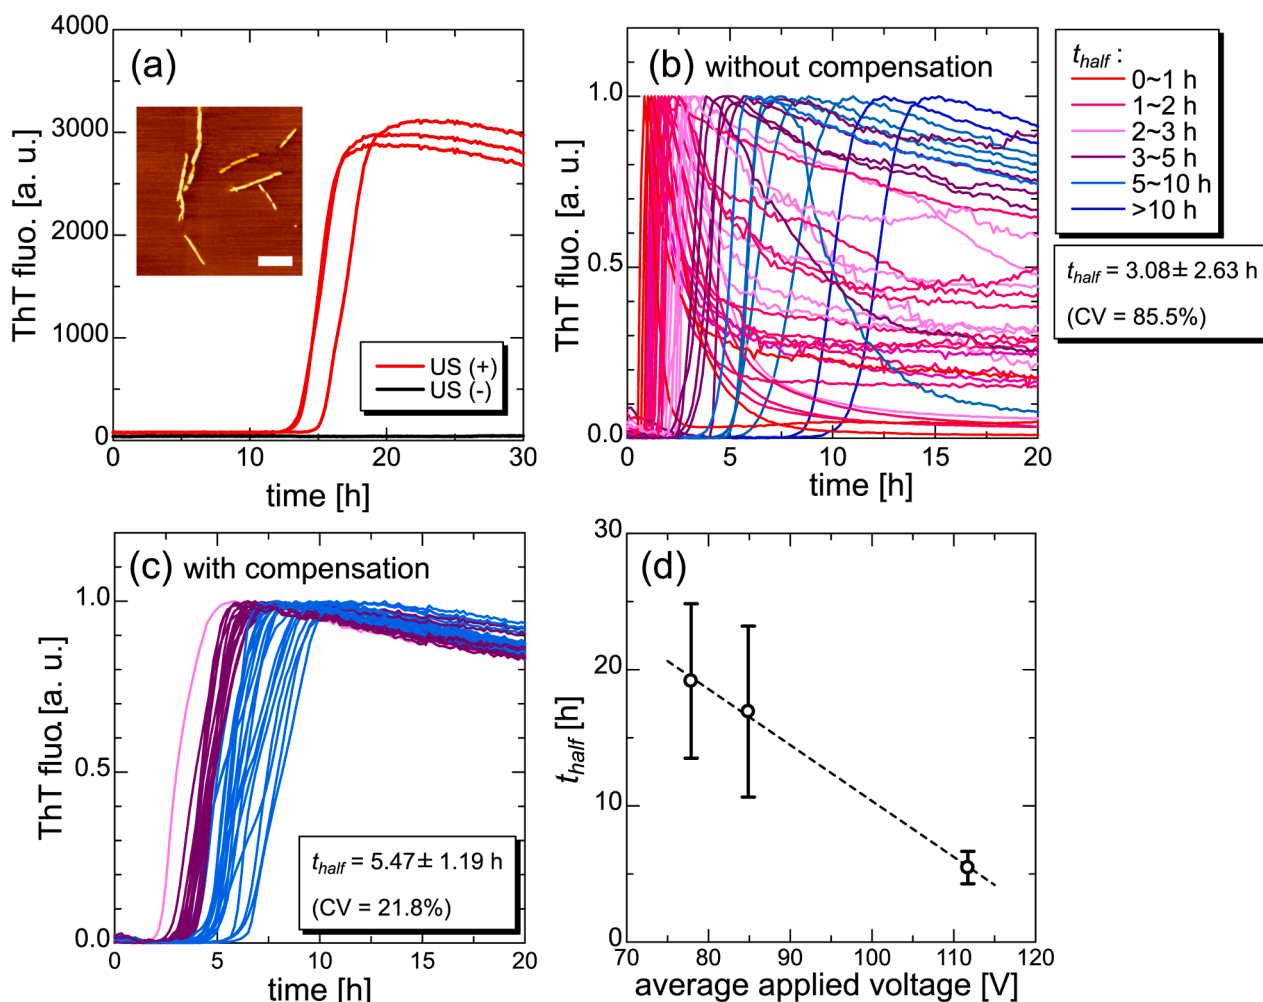 (a)
ThT fluo. [a. u.]
4000
3000
2000
1000
0
0
10
20
30
time [h]
US (+)
US (-)
(b) without compensation
ThT fluo. [a. u.]
1.0
0.5
0.0
0
5
10
15
20
time [h]
t_half :
0~1 h
1~2 h
2~3 h
3~5 h
5~10 h
>10 h
t_half = 3.08± 2.63 h
(CV = 85.5%)
(c) with compensation
ThT fluo. [a. u.]
1.0
0.5
0.0
0
5
10
15
20
time [h]
t_half = 5.47± 1.19 h
(CV = 21.8%)
(d)
t_half [h]
30
20
10
0
70
80
90
100
110
120
average applied voltage [V]